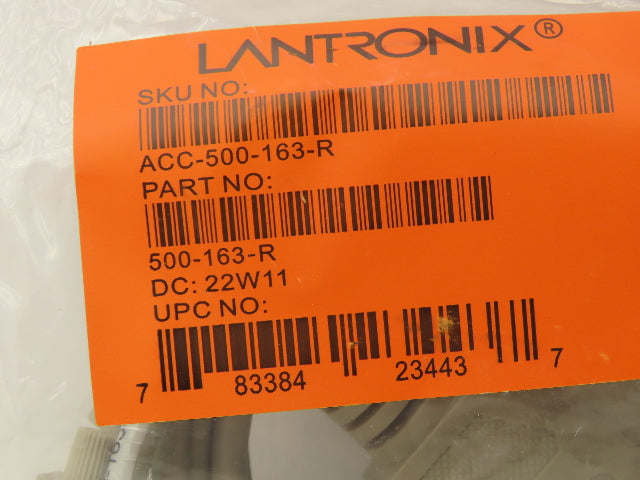 LANTRONIX®
SKU NO:
ACC-500-163-R
PART NO:
500-163-R
DC: 22W11
UPC NO:
7 83384 23443 7